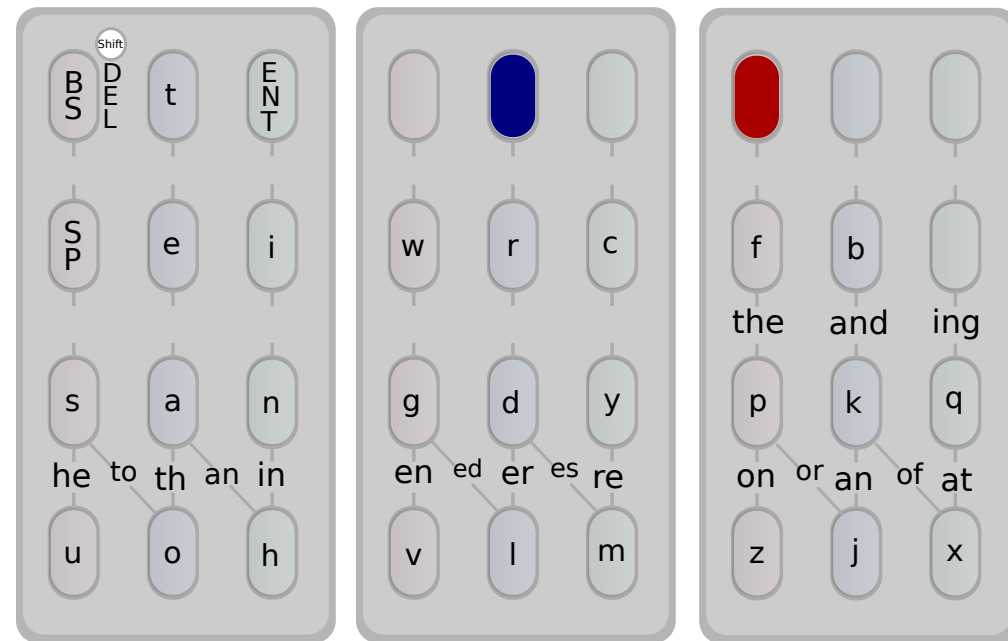 Shift
BS DEL t ENT
SP e i w r c f b
the and ing
s a n g d y p k q
he to th an in en ed er es re on or an of at
u o h v l m z j x